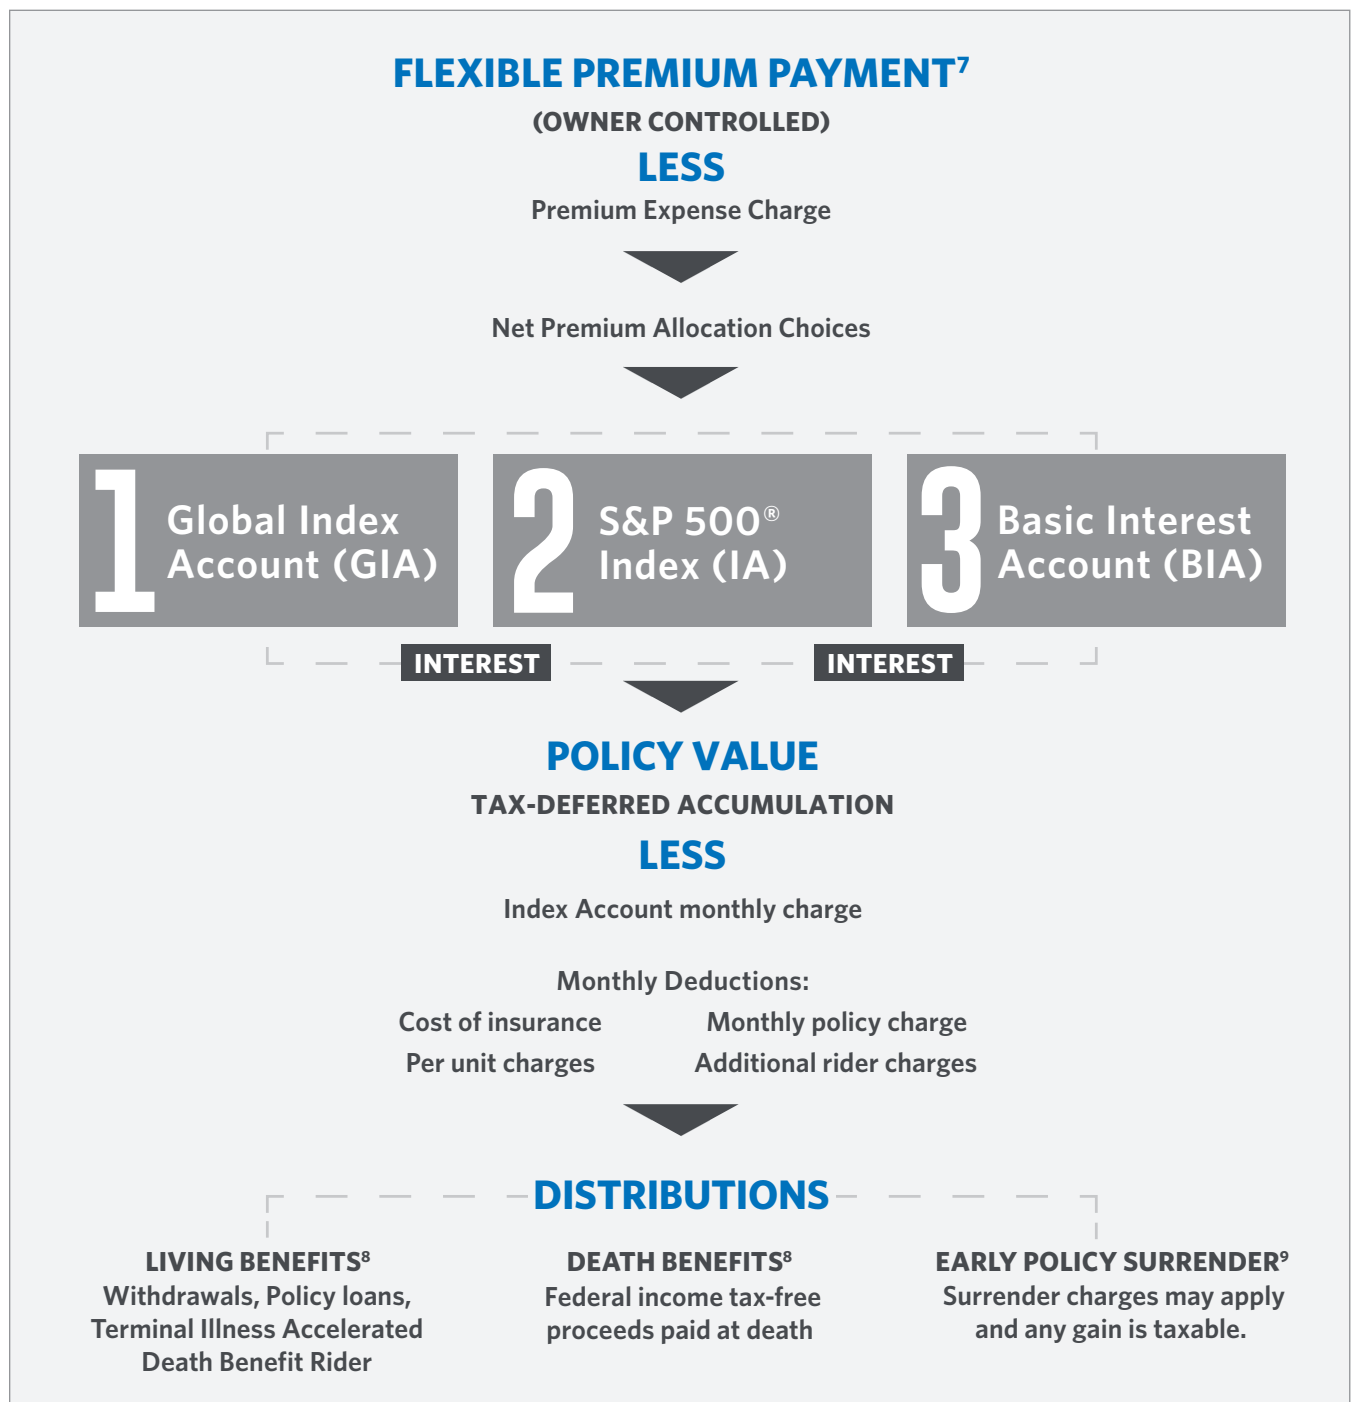 FLEXIBLE PREMIUM PAYMENT⁷
(OWNER CONTROLLED)
LESS
Premium Expense Charge
Net Premium Allocation Choices
1
Global Index
Account (GIA)
2
S&P 500®
Index (IA)
3
Basic Interest
Account (BIA)
INTEREST
INTEREST
POLICY VALUE
TAX-DEFERRED ACCUMULATION
LESS
Index Account monthly charge
Monthly Deductions:
Cost of insurance
Monthly policy charge
Per unit charges
Additional rider charges
DISTRIBUTIONS
LIVING BENEFITS⁸
Withdrawals, Policy loans,
Terminal Illness Accelerated
Death Benefit Rider
DEATH BENEFITS⁸
Federal income tax-free
proceeds paid at death
EARLY POLICY SURRENDER⁹
Surrender charges may apply
and any gain is taxable.